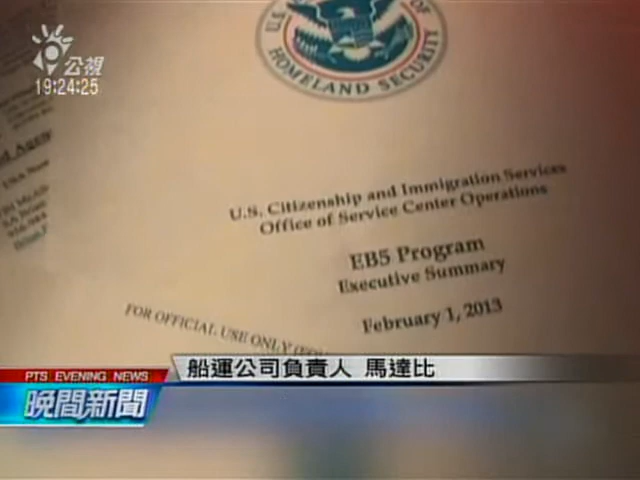 公視
19:24:25
HOMELAND SECURITY
U.S. Citizenship and Immigration Services
Office of Service Center Operations
EB5 Program
Executive Summary
February 1, 2013
FOR OFFICIAL USE ONLY
船運公司負責人 馬達比
PTS EVENING NEWS
晚間新聞